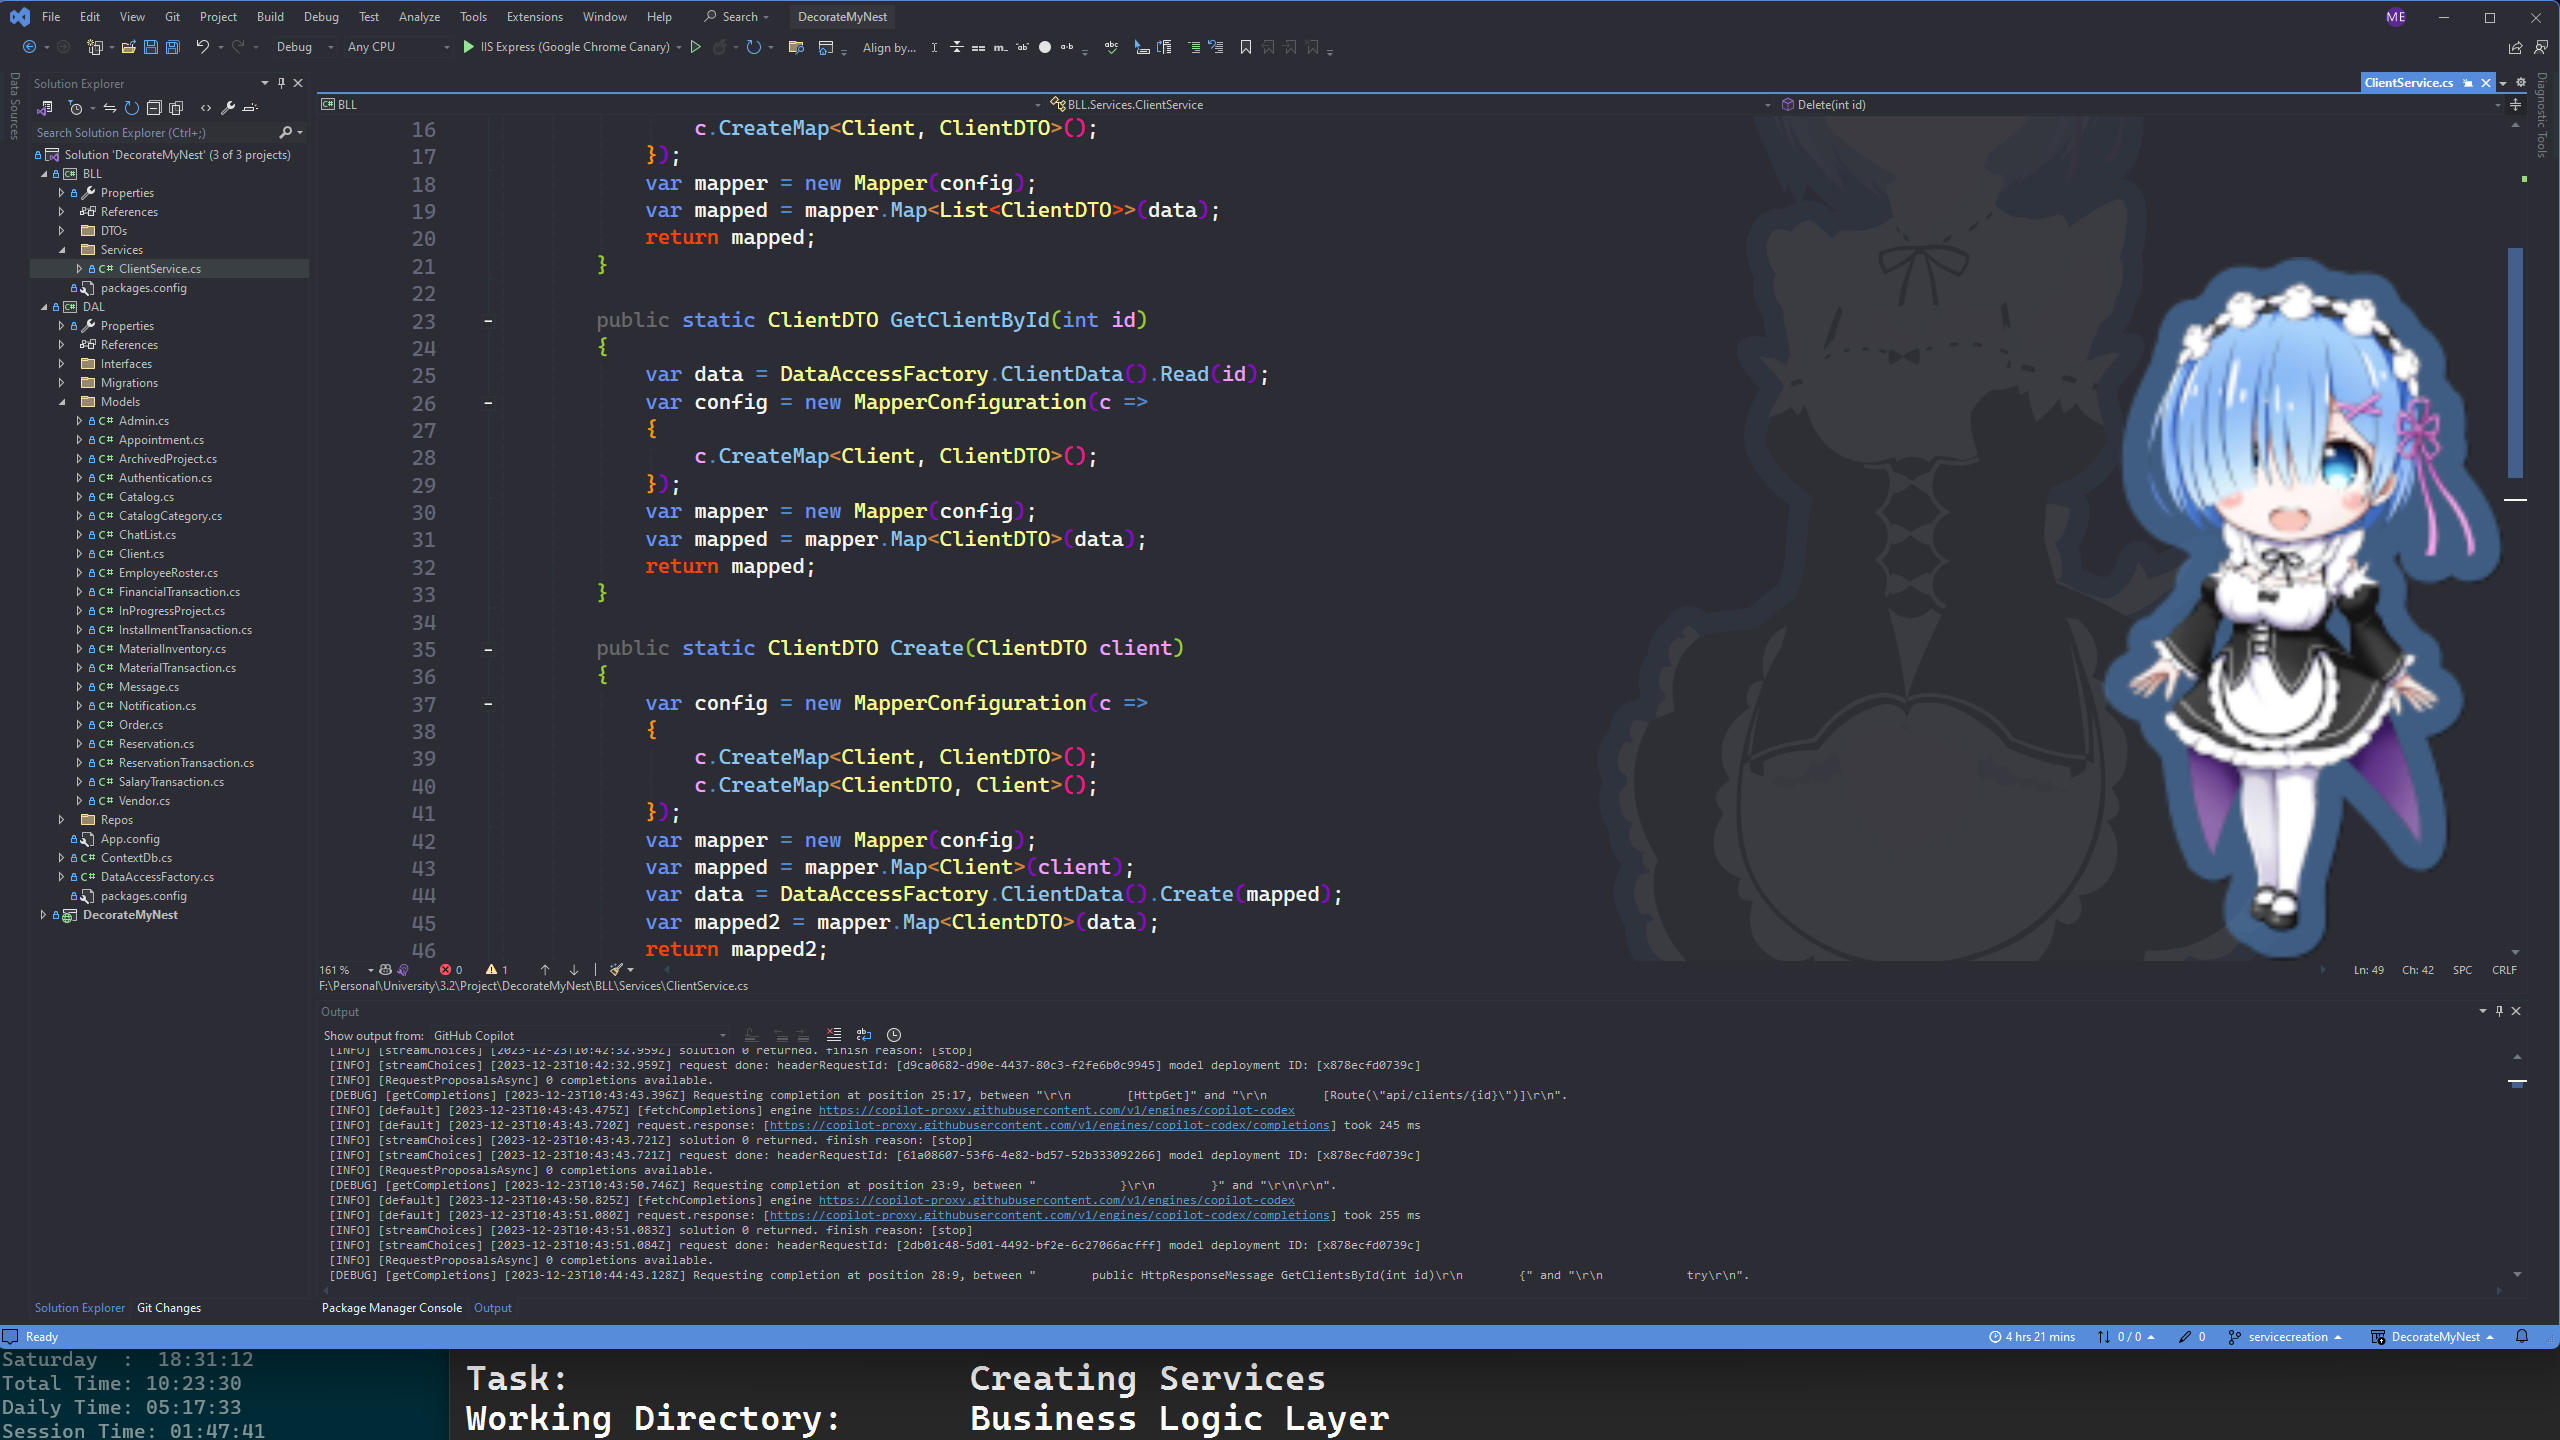 File Edit View Git Project Build Debug Test Analyze Tools Extensions Window Help Search DecorateMyNest ME
Debug Any CPU IIS Express (Google Chrome Canary) Align by...
Data Sources
Solution Explorer
Search Solution Explorer (Ctrl+;)
Solution 'DecorateMyNest' (3 of 3 projects)
BLL
Properties
References
DTOs
Services
C# ClientService.cs
packages.config
DAL
Properties
References
Interfaces
Migrations
Models
C# Admin.cs
C# Appointment.cs
C# ArchivedProject.cs
C# Authentication.cs
C# Catalog.cs
C# CatalogCategory.cs
C# ChatList.cs
C# Client.cs
C# EmployeeRoster.cs
C# FinancialTransaction.cs
C# InProgressProject.cs
C# InstallmentTransaction.cs
C# MaterialInventory.cs
C# MaterialTransaction.cs
C# Message.cs
C# Notification.cs
C# Order.cs
C# Reservation.cs
C# ReservationTransaction.cs
C# SalaryTransaction.cs
C# Vendor.cs
Repos
App.config
C# ContextDb.cs
C# DataAccessFactory.cs
packages.config
DecorateMyNest
Solution Explorer Git Changes
ClientService.cs
Diagnostic Tools
BLL BLL.Services.ClientService Delete(int id)
16 c.CreateMap<Client, ClientDTO>();
17 });
18 var mapper = new Mapper(config);
19 var mapped = mapper.Map<List<ClientDTO>>(data);
20 return mapped;
21 }
22
23 public static ClientDTO GetClientById(int id)
24 {
25 var data = DataAccessFactory.ClientData().Read(id);
26 var config = new MapperConfiguration(c =>
27 {
28 c.CreateMap<Client, ClientDTO>();
29 });
30 var mapper = new Mapper(config);
31 var mapped = mapper.Map<ClientDTO>(data);
32 return mapped;
33 }
34
35 public static ClientDTO Create(ClientDTO client)
36 {
37 var config = new MapperConfiguration(c =>
38 {
39 c.CreateMap<Client, ClientDTO>();
40 c.CreateMap<ClientDTO, Client>();
41 });
42 var mapper = new Mapper(config);
43 var mapped = mapper.Map<Client>(client);
44 var data = DataAccessFactory.ClientData().Create(mapped);
45 var mapped2 = mapper.Map<ClientDTO>(data);
46 return mapped2;
161 % 0 1 Ln: 49 Ch: 42 SPC CRLF
F:\Personal\University\3.2\Project\DecorateMyNest\BLL\Services\ClientService.cs
Output
Show output from: GitHub Copilot
[INFO] [streamChoices] [2023-12-23T10:42:32.959Z] solution 0 returned. finish reason: [stop]
[INFO] [streamChoices] [2023-12-23T10:42:32.959Z] request done: headerRequestId: [d9ca0682-d90e-4437-80c3-f2fe6b0c9945] model deployment ID: [x878ecfd0739c]
[INFO] [RequestProposalsAsync] 0 completions available.
[DEBUG] [getCompletions] [2023-12-23T10:43:43.396Z] Requesting completion at position 25:17, between "\r\n [HttpGet]" and "\r\n [Route(\"api/clients/{id}\")]\r\n".
[INFO] [default] [2023-12-23T10:43:43.475Z] [fetchCompletions] engine https://copilot-proxy.githubusercontent.com/v1/engines/copilot-codex
[INFO] [default] [2023-12-23T10:43:43.720Z] request.response: [https://copilot-proxy.githubusercontent.com/v1/engines/copilot-codex/completions] took 245 ms
[INFO] [streamChoices] [2023-12-23T10:43:43.721Z] solution 0 returned. finish reason: [stop]
[INFO] [streamChoices] [2023-12-23T10:43:43.721Z] request done: headerRequestId: [61a08607-53f6-4e82-bd57-52b333092266] model deployment ID: [x878ecfd0739c]
[INFO] [RequestProposalsAsync] 0 completions available.
[DEBUG] [getCompletions] [2023-12-23T10:43:50.746Z] Requesting completion at position 23:9, between " }\r\n }" and "\r\n\r\n".
[INFO] [default] [2023-12-23T10:43:50.825Z] [fetchCompletions] engine https://copilot-proxy.githubusercontent.com/v1/engines/copilot-codex
[INFO] [default] [2023-12-23T10:43:51.080Z] request.response: [https://copilot-proxy.githubusercontent.com/v1/engines/copilot-codex/completions] took 255 ms
[INFO] [streamChoices] [2023-12-23T10:43:51.083Z] solution 0 returned. finish reason: [stop]
[INFO] [streamChoices] [2023-12-23T10:43:51.084Z] request done: headerRequestId: [2db01c48-5d01-4492-bf2e-6c27066acfff] model deployment ID: [x878ecfd0739c]
[INFO] [RequestProposalsAsync] 0 completions available.
[DEBUG] [getCompletions] [2023-12-23T10:44:43.128Z] Requesting completion at position 28:9, between " public HttpResponseMessage GetClientsById(int id)\r\n {" and "\r\n try\r\n".
Package Manager Console Output
Ready 4 hrs 21 mins 0 / 0 0 servicecreation DecorateMyNest
Saturday : 18:31:12
Total Time: 10:23:30
Daily Time: 05:17:33
Session Time: 01:47:41
Task: Creating Services
Working Directory: Business Logic Layer